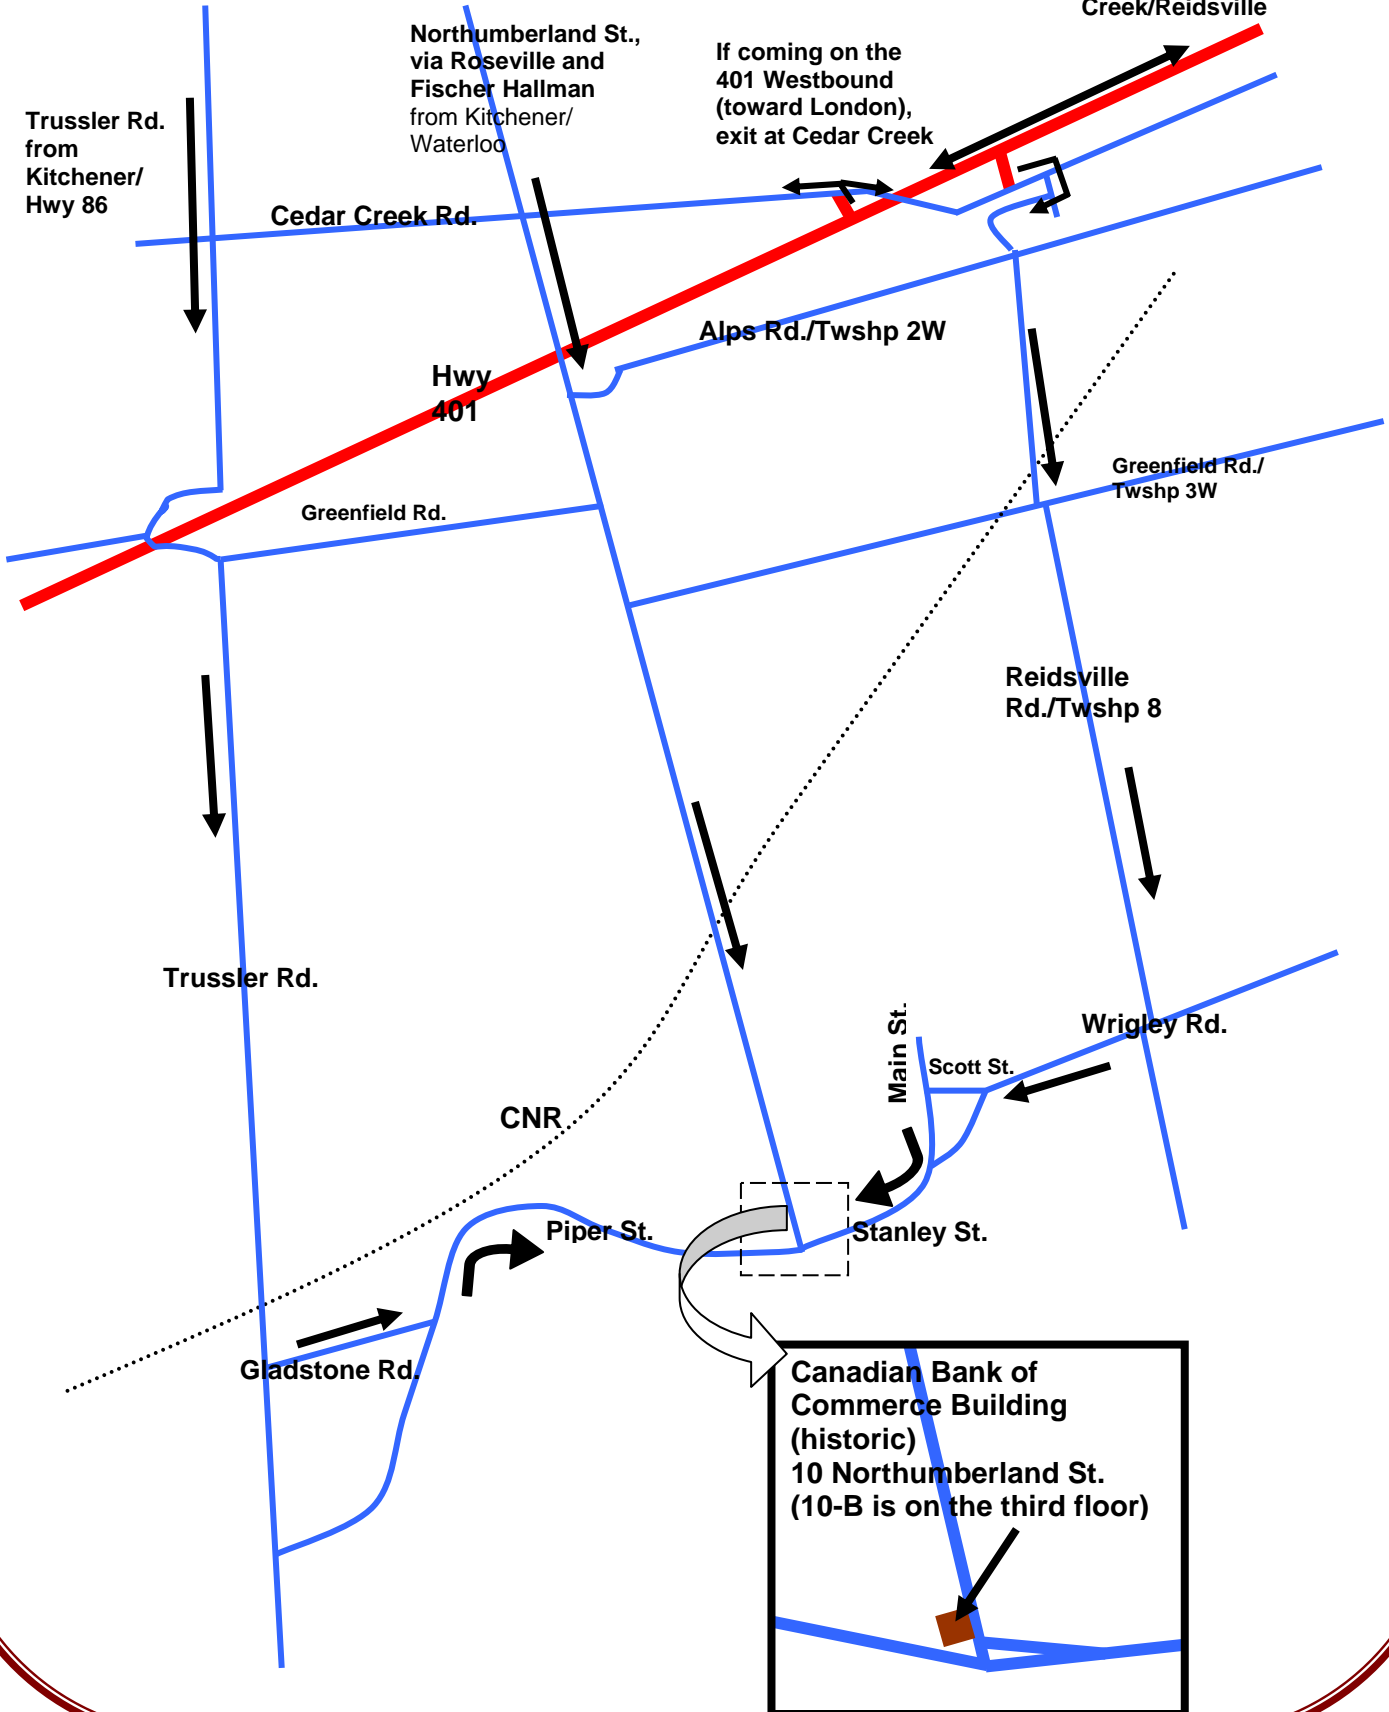 Creek/Reidsville
Northumberland St.,
via Roseville and
Fischer Hallman
from Kitchener/
Waterloo
If coming on the
401 Westbound
(toward London),
exit at Cedar Creek
Trussler Rd.
from
Kitchener/
Hwy 86
Cedar Creek Rd.
Alps Rd./Twshp 2W
Hwy
401
Greenfield Rd./
Twshp 3W
Greenfield Rd.
Reidsville
Rd./Twshp 8
Trussler Rd.
Main St.
Wrigley Rd.
Scott St.
CNR
Piper St.
Stanley St.
Gladstone Rd.
Canadian Bank of
Commerce Building
(historic)
10 Northumberland St.
(10-B is on the third floor)